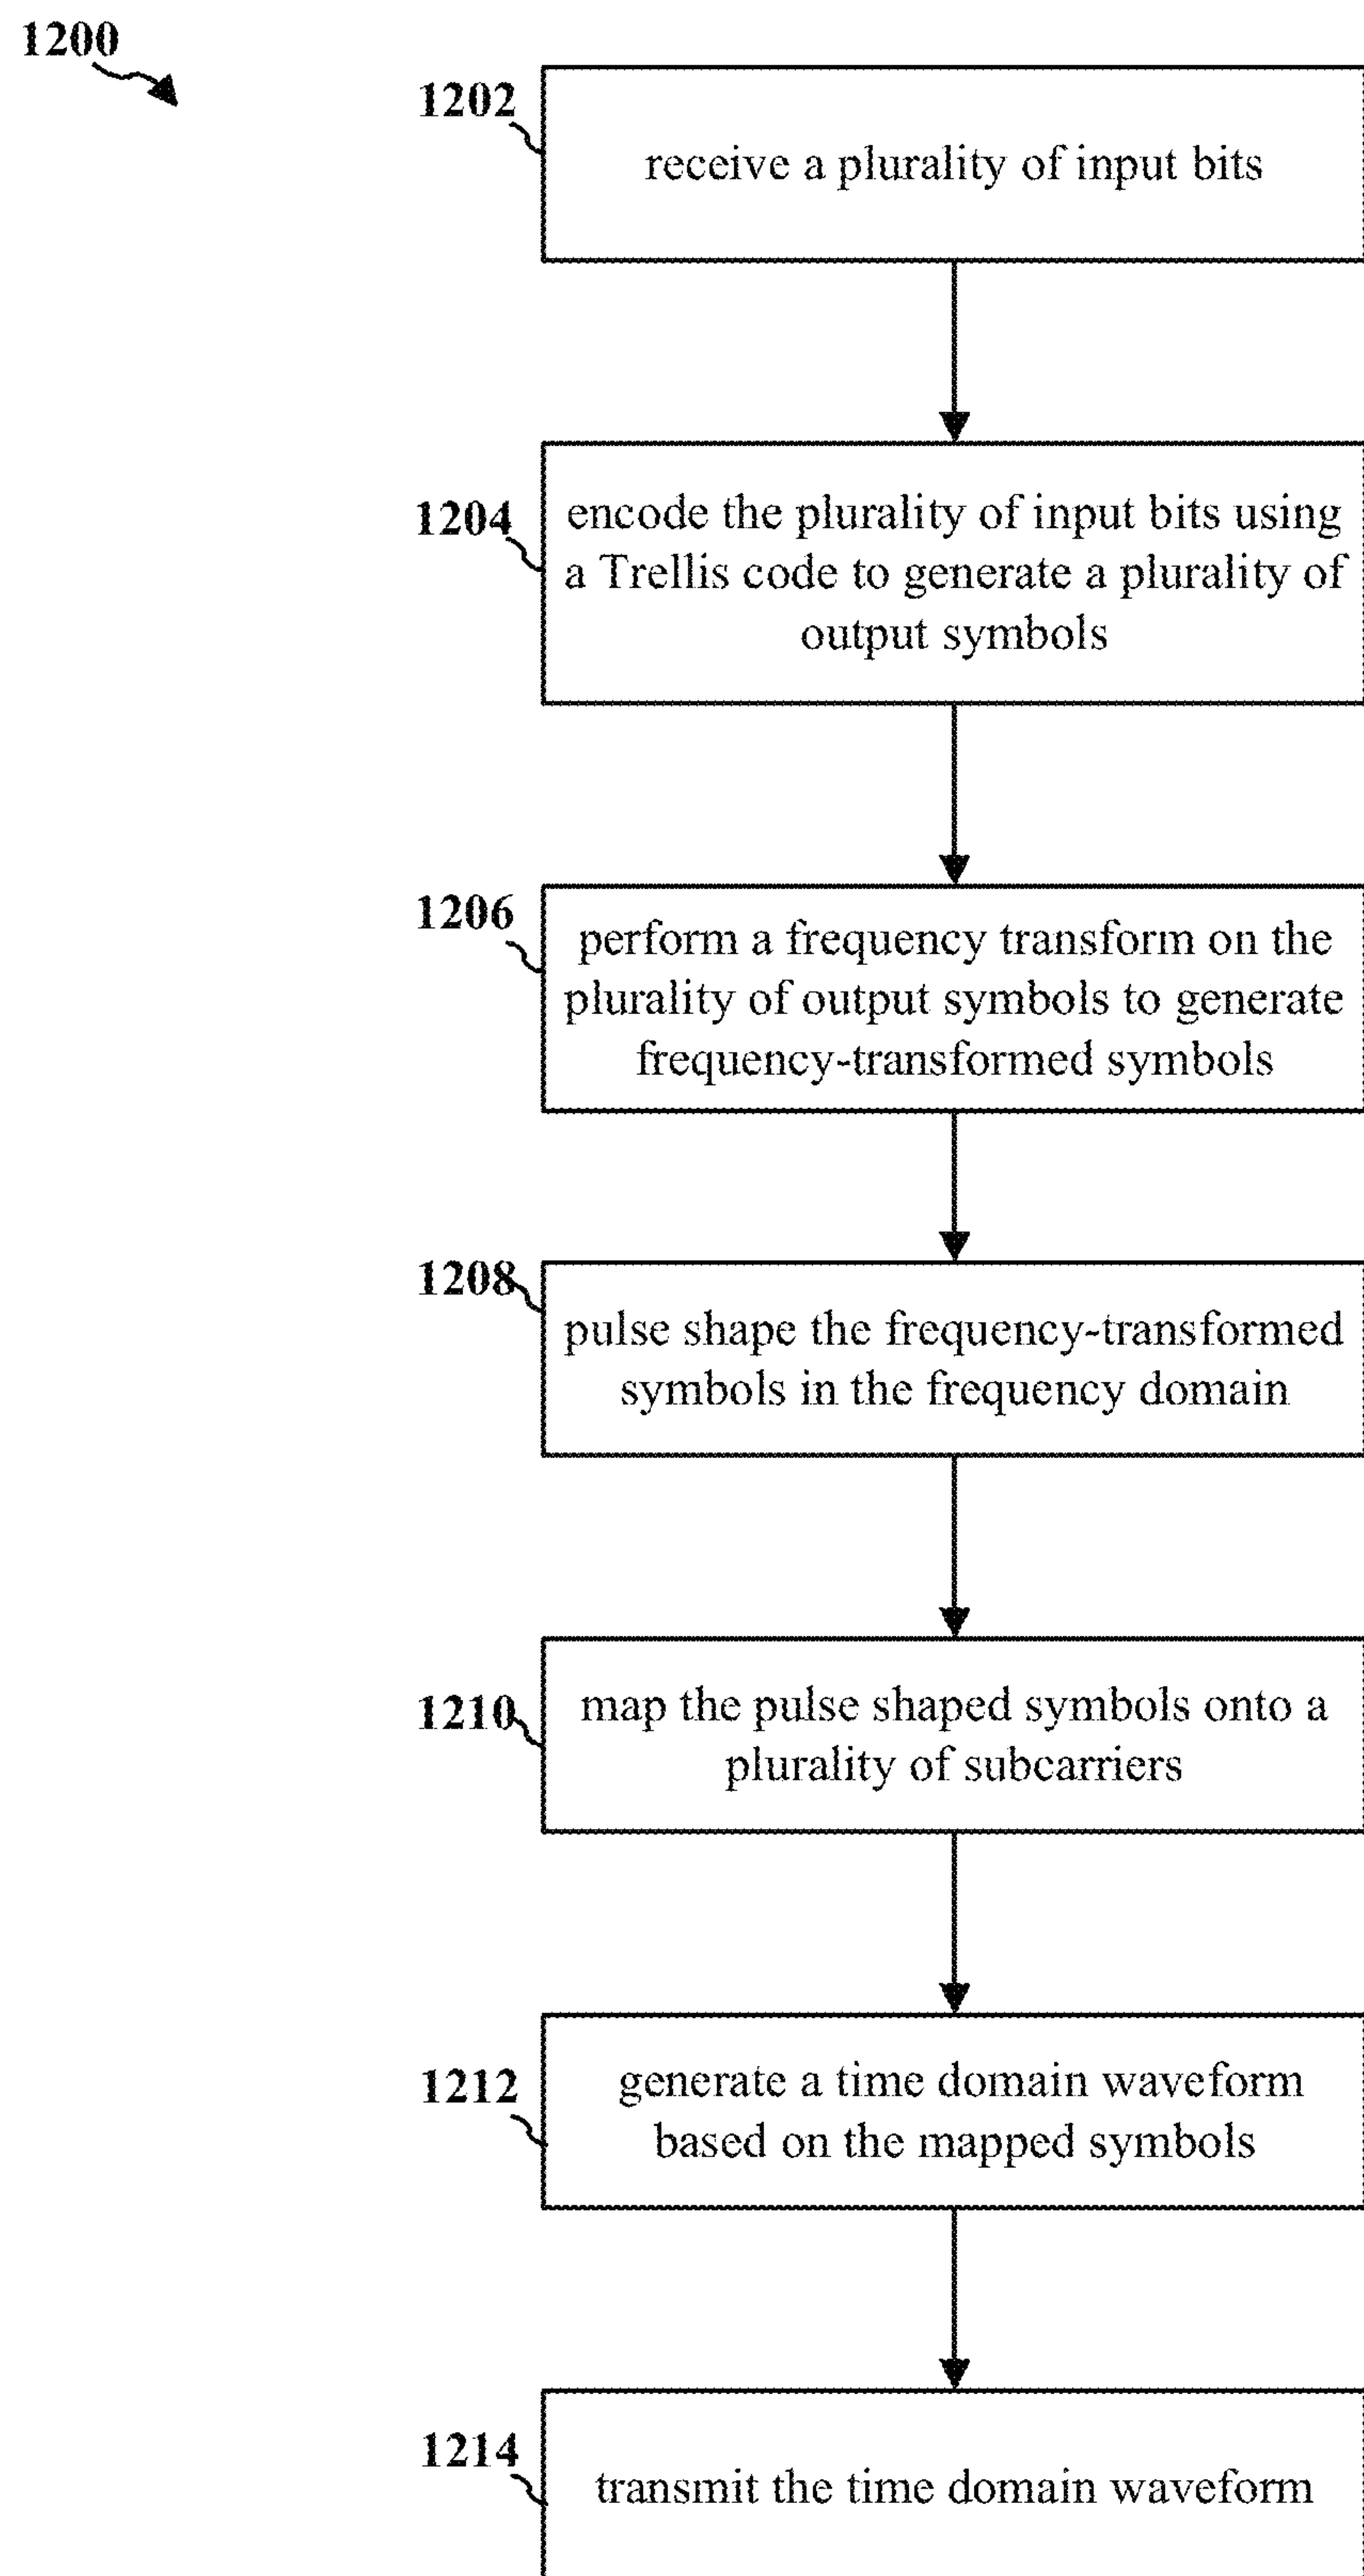 1200
1202
receive a plurality of input bits
1204
encode the plurality of input bits using
a Trellis code to generate a plurality of
output symbols
1206
perform a frequency transform on the
plurality of output symbols to generate
frequency-transformed symbols
1208
pulse shape the frequency-transformed
symbols in the frequency domain
1210
map the pulse shaped symbols onto a
plurality of subcarriers
1212
generate a time domain waveform
based on the mapped symbols
1214
transmit the time domain waveform